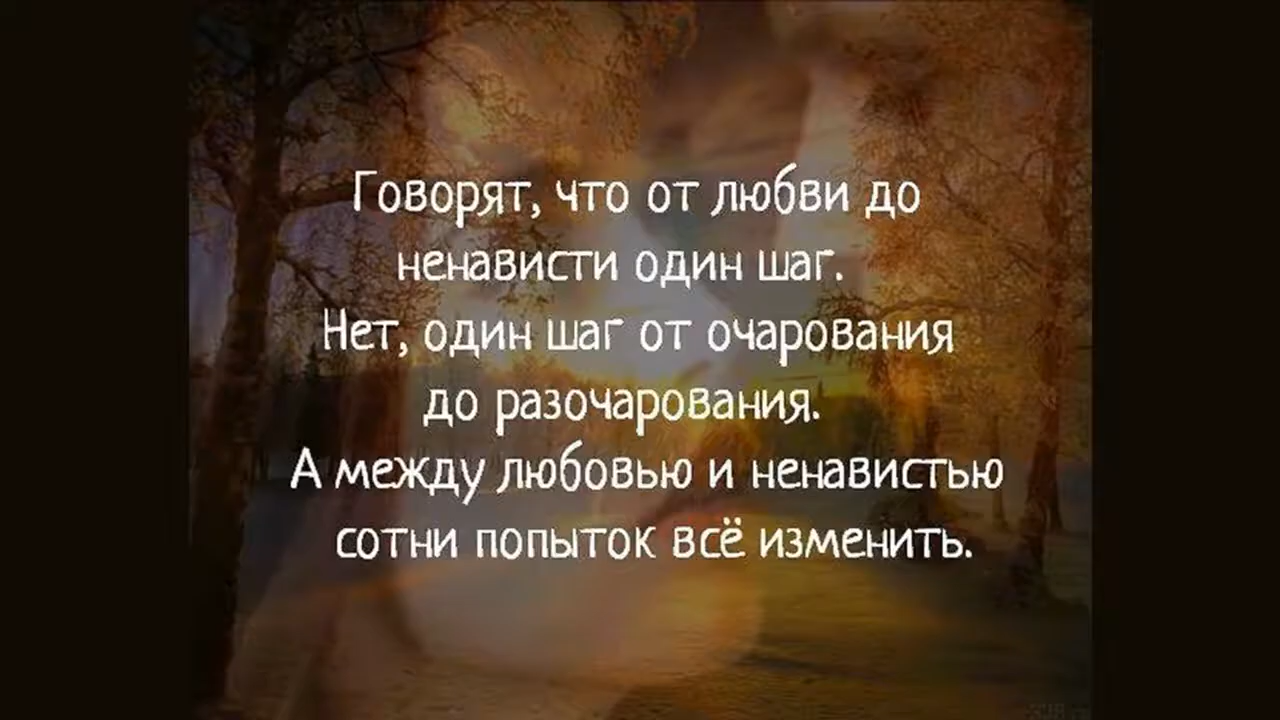 Говорят, что от любви до
ненависти один шаг.
Нет, один шаг от очарования
до разочарования.
А между любовью и ненавистью
сотни попыток всё изменить.